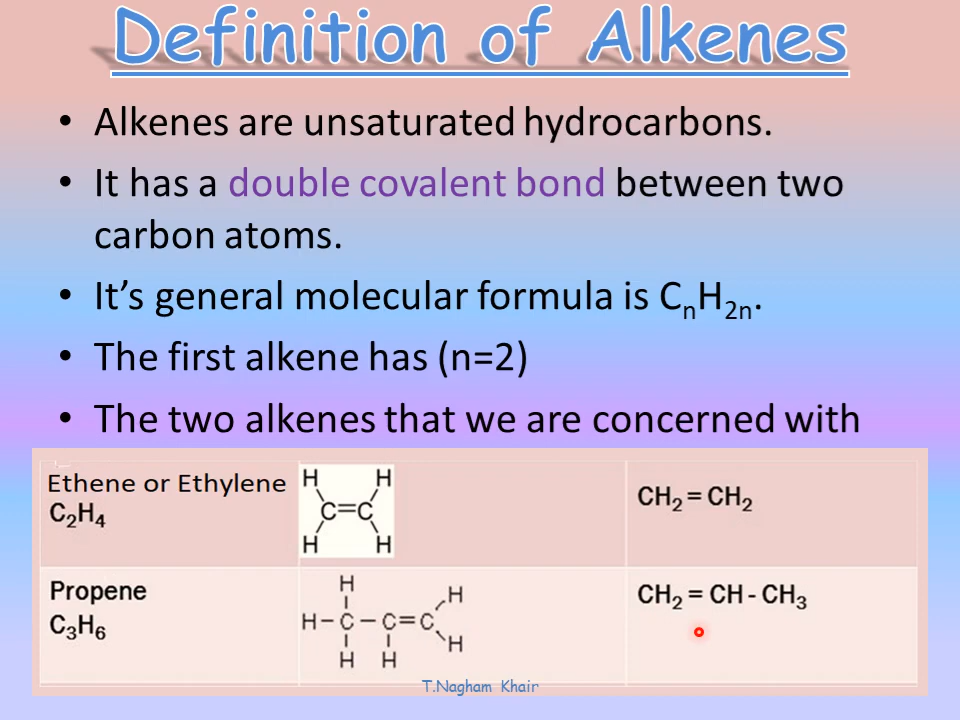 Definition of Alkenes
• Alkenes are unsaturated hydrocarbons.
• It has a double covalent bond between two
carbon atoms.
• It’s general molecular formula is CₙH₂ₙ.
• The first alkene has (n=2)
• The two alkenes that we are concerned with
Ethene or Ethylene
C₂H₄
H H
C=C
H H
CH₂ = CH₂
Propene
C₃H₆
H H
H-C-C=C
H H H
CH₂ = CH - CH₃
T.Nagham Khair